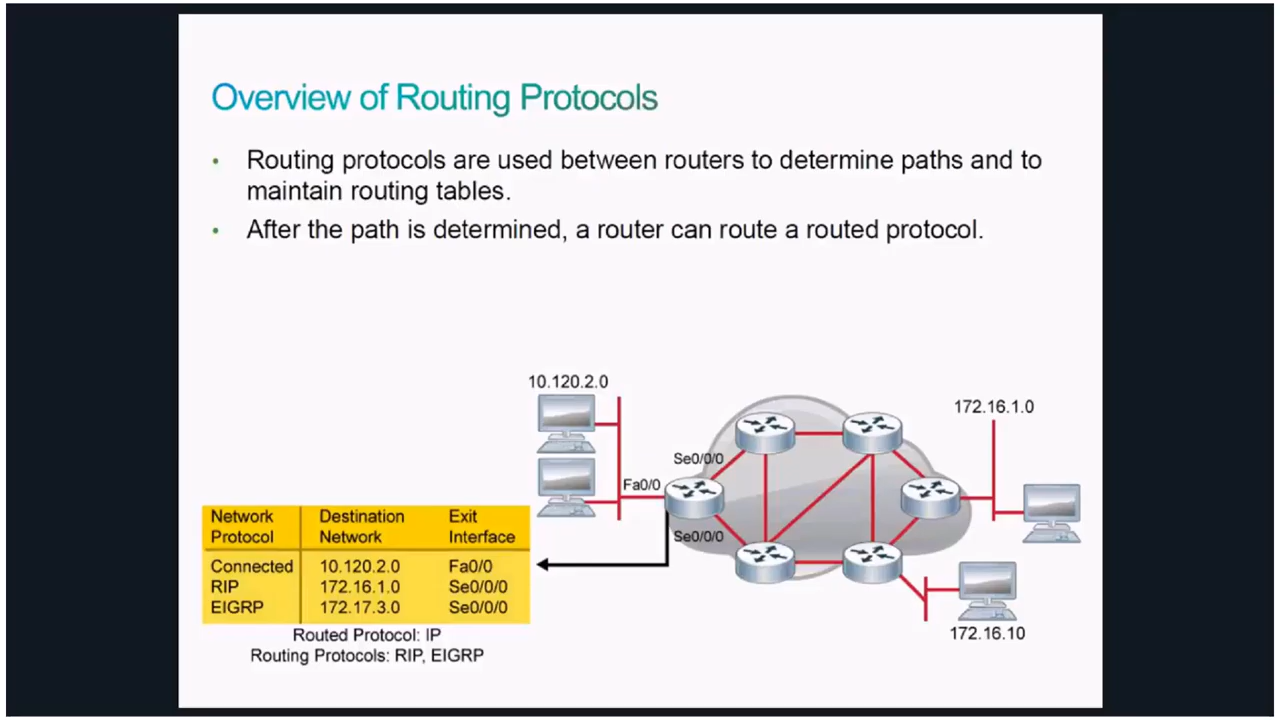 Overview of Routing Protocols
• Routing protocols are used between routers to determine paths and to
maintain routing tables.
• After the path is determined, a router can route a routed protocol.
10.120.2.0
172.16.1.0
Se0/0/0
Fa0/0
Se0/0/0
Network Protocol Destination Network Exit Interface
Connected 10.120.2.0 Fa0/0
RIP 172.16.1.0 Se0/0/0
EIGRP 172.17.3.0 Se0/0/0
172.16.10
Routed Protocol: IP
Routing Protocols: RIP, EIGRP